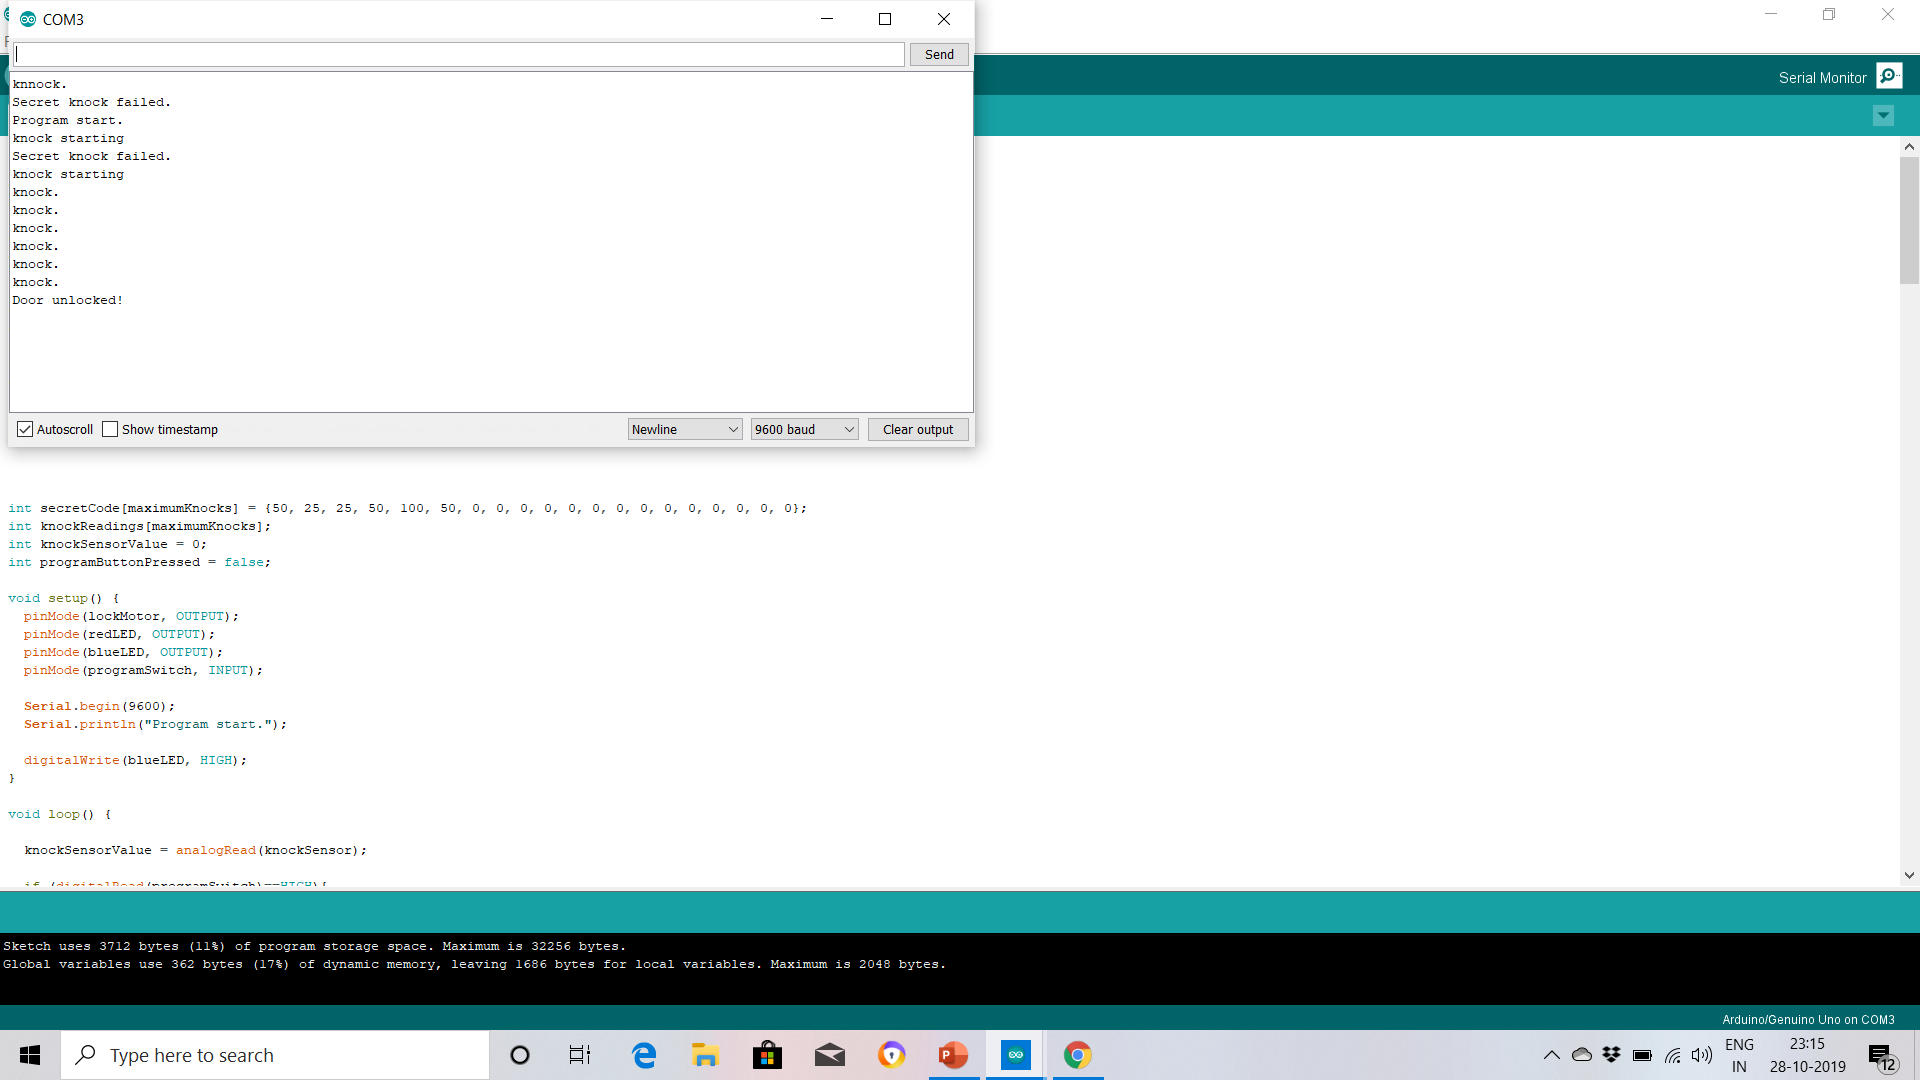 COM3
Send
knnock.
Secret knock failed.
Program start.
knock starting
Secret knock failed.
knock starting
knock.
knock.
knock.
knock.
knock.
knock.
Door unlocked!
Autoscroll Show timestamp Newline 9600 baud Clear output
Serial Monitor
int secretCode[maximumKnocks] = {50, 25, 25, 50, 100, 50, 0, 0, 0, 0, 0, 0, 0, 0, 0, 0, 0, 0, 0, 0};
int knockReadings[maximumKnocks];
int knockSensorValue = 0;
int programButtonPressed = false;
void setup() {
pinMode(lockMotor, OUTPUT);
pinMode(redLED, OUTPUT);
pinMode(blueLED, OUTPUT);
pinMode(programSwitch, INPUT);
Serial.begin(9600);
Serial.println("Program start.");
digitalWrite(blueLED, HIGH);
}
void loop() {
knockSensorValue = analogRead(knockSensor);
if (digitalRead(programSwitch)==HIGH){
Sketch uses 3712 bytes (11%) of program storage space. Maximum is 32256 bytes.
Global variables use 362 bytes (17%) of dynamic memory, leaving 1686 bytes for local variables. Maximum is 2048 bytes.
Arduino/Genuino Uno on COM3
Type here to search
ENG
IN
23:15
28-10-2019
12